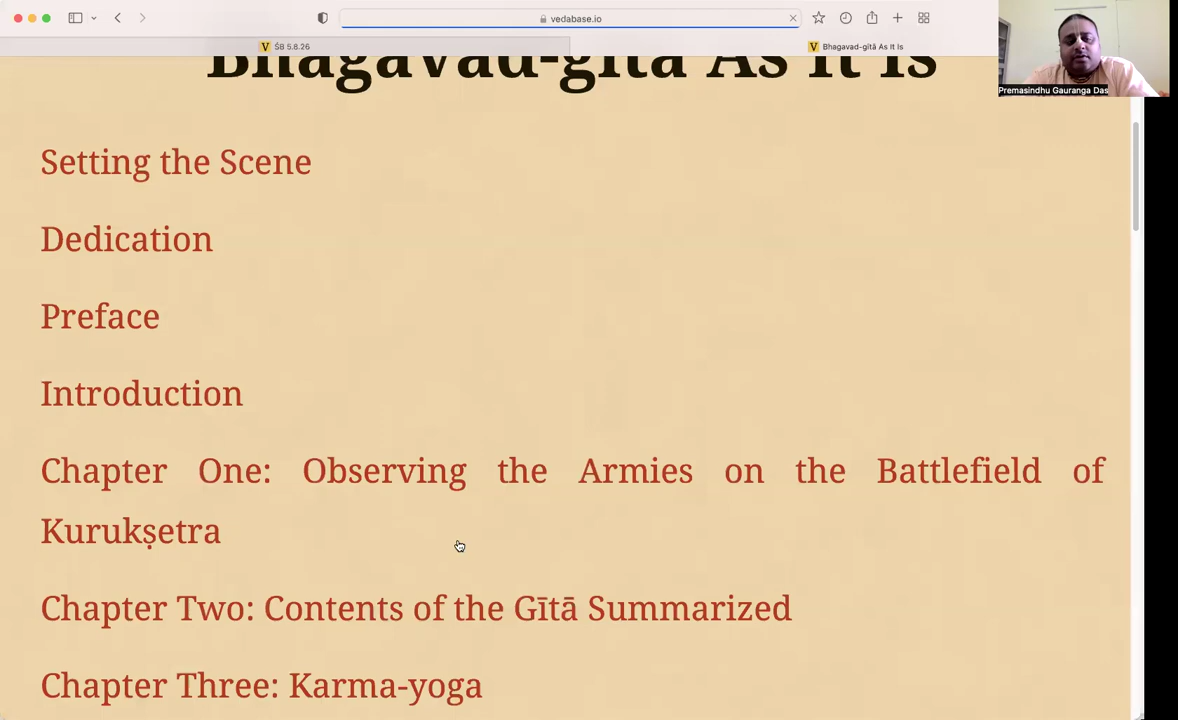 vedabase.io
V ŚB 5.8.26
V Bhagavad-gītā As It Is
Premasindhu Gauranga Das
Bhagavad-gītā As It Is
Setting the Scene
Dedication
Preface
Introduction
Chapter One: Observing the Armies on the Battlefield of
Kurukṣetra
Chapter Two: Contents of the Gītā Summarized
Chapter Three: Karma-yoga